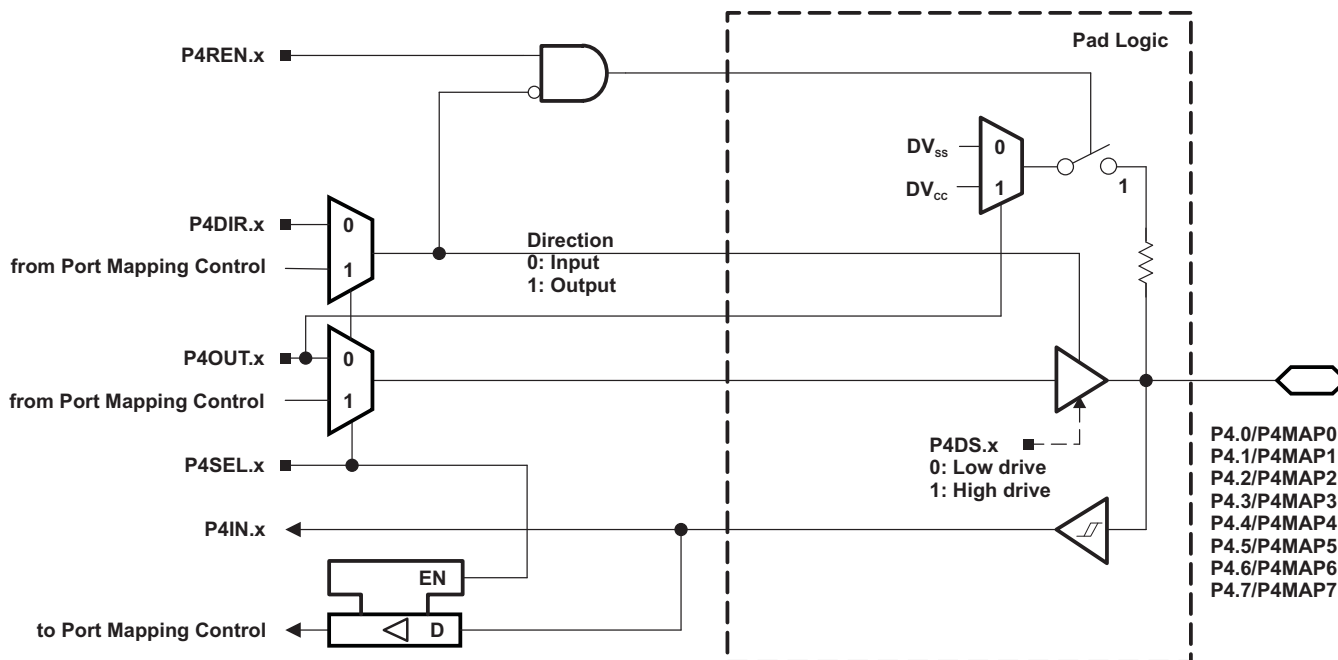 Pad Logic
P4REN.x
DVSS
0
DVCC
1
1
P4DIR.x
0
from Port Mapping Control
1
Direction
0: Input
1: Output
P4OUT.x
0
from Port Mapping Control
1
P4SEL.x
P4DS.x
0: Low drive
1: High drive
P4.0/P4MAP0
P4.1/P4MAP1
P4.2/P4MAP2
P4.3/P4MAP3
P4.4/P4MAP4
P4.5/P4MAP5
P4.6/P4MAP6
P4.7/P4MAP7
P4IN.x
EN
to Port Mapping Control
D